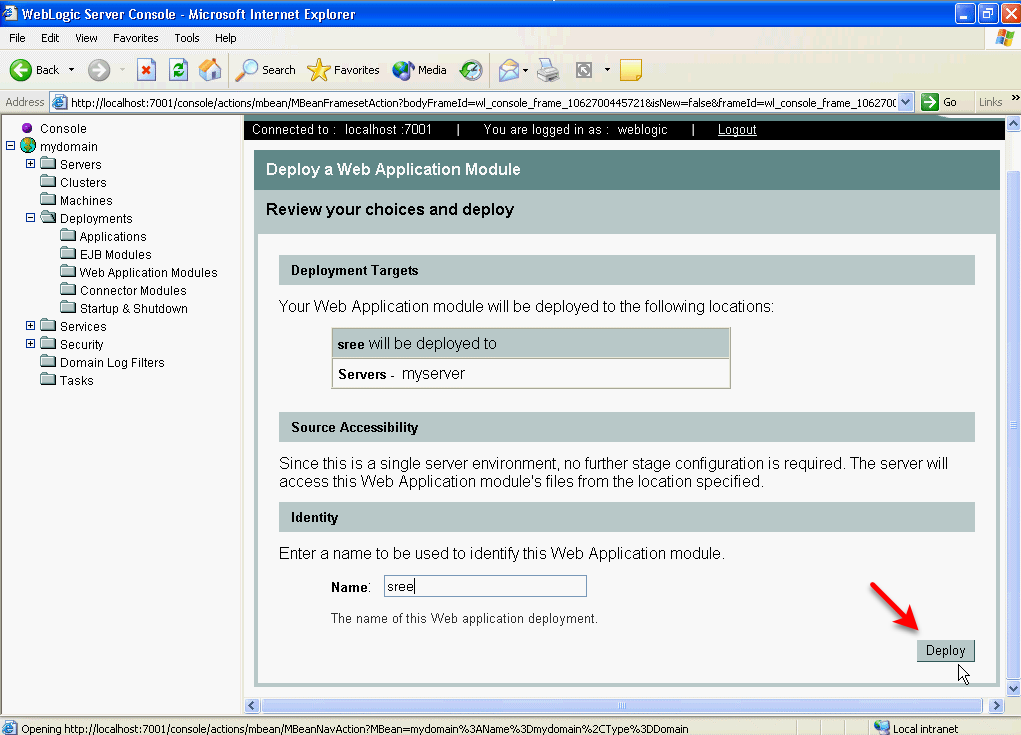 WebLogic Server Console - Microsoft Internet Explorer
File Edit View Favorites Tools Help
Back Search Favorites Media
Address http://localhost:7001/console/actions/mbean/MBeanFramesetAction?bodyFrameId=wl_console_frame_1062700445721&isNew=false&frameId=wl_console_frame_106270 Go Links »
Console
mydomain
Servers
Clusters
Machines
Deployments
Applications
EJB Modules
Web Application Modules
Connector Modules
Startup & Shutdown
Services
Security
Domain Log Filters
Tasks
Connected to : localhost :7001 | You are logged in as : weblogic | Logout
Deploy a Web Application Module
Review your choices and deploy
Deployment Targets
Your Web Application module will be deployed to the following locations:
sree will be deployed to
Servers - myserver
Source Accessibility
Since this is a single server environment, no further stage configuration is required. The server will
access this Web Application module's files from the location specified.
Identity
Enter a name to be used to identify this Web Application module.
Name: sree
The name of this Web application deployment.
Deploy
Opening http://localhost:7001/console/actions/mbean/MBeanNavAction?MBean=mydomain%3AName%3Dmydomain%2CType%3DDomain Local intranet